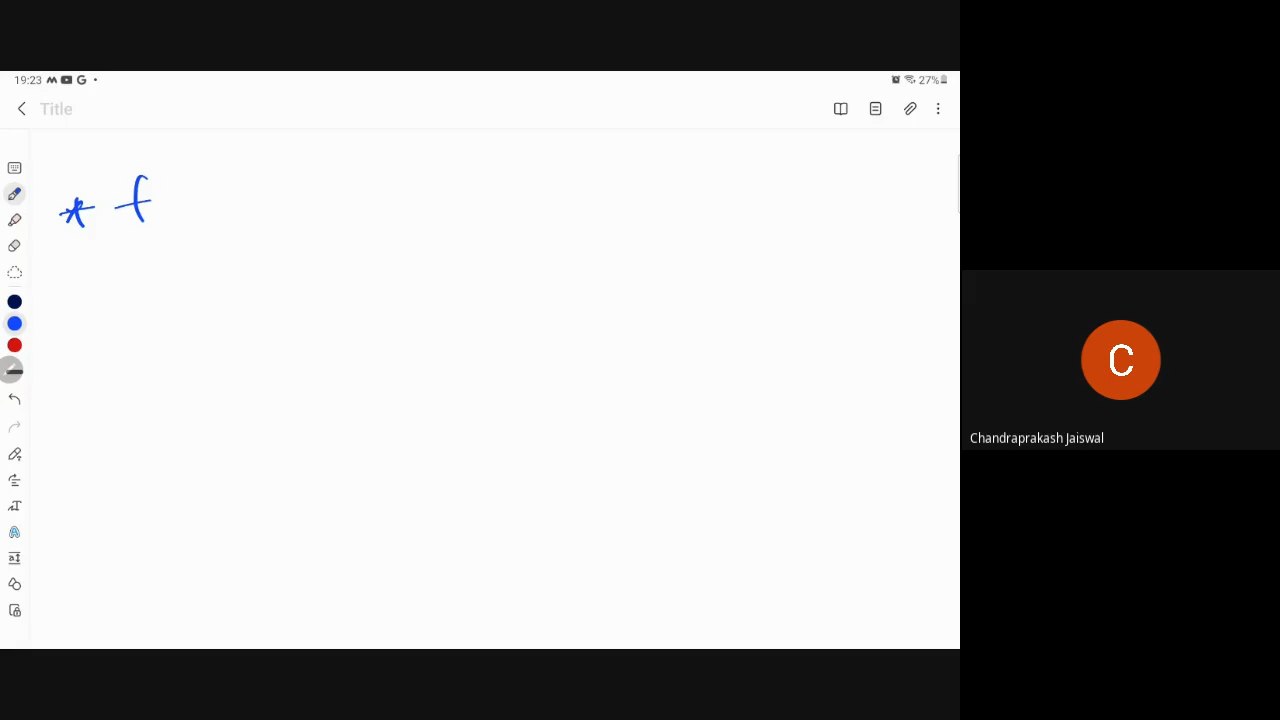 19:23 M G • 27%
Title
* f
C
Chandraprakash Jaiswal